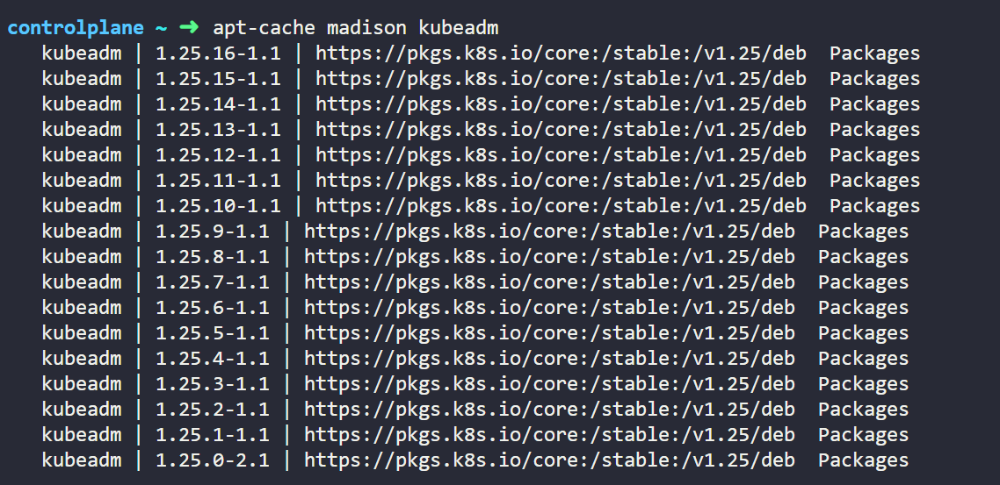 controlplane ~ ➜ apt-cache madison kubeadm
kubeadm | 1.25.16-1.1 | https://pkgs.k8s.io/core:/stable:/v1.25/deb Packages
kubeadm | 1.25.15-1.1 | https://pkgs.k8s.io/core:/stable:/v1.25/deb Packages
kubeadm | 1.25.14-1.1 | https://pkgs.k8s.io/core:/stable:/v1.25/deb Packages
kubeadm | 1.25.13-1.1 | https://pkgs.k8s.io/core:/stable:/v1.25/deb Packages
kubeadm | 1.25.12-1.1 | https://pkgs.k8s.io/core:/stable:/v1.25/deb Packages
kubeadm | 1.25.11-1.1 | https://pkgs.k8s.io/core:/stable:/v1.25/deb Packages
kubeadm | 1.25.10-1.1 | https://pkgs.k8s.io/core:/stable:/v1.25/deb Packages
kubeadm | 1.25.9-1.1 | https://pkgs.k8s.io/core:/stable:/v1.25/deb Packages
kubeadm | 1.25.8-1.1 | https://pkgs.k8s.io/core:/stable:/v1.25/deb Packages
kubeadm | 1.25.7-1.1 | https://pkgs.k8s.io/core:/stable:/v1.25/deb Packages
kubeadm | 1.25.6-1.1 | https://pkgs.k8s.io/core:/stable:/v1.25/deb Packages
kubeadm | 1.25.5-1.1 | https://pkgs.k8s.io/core:/stable:/v1.25/deb Packages
kubeadm | 1.25.4-1.1 | https://pkgs.k8s.io/core:/stable:/v1.25/deb Packages
kubeadm | 1.25.3-1.1 | https://pkgs.k8s.io/core:/stable:/v1.25/deb Packages
kubeadm | 1.25.2-1.1 | https://pkgs.k8s.io/core:/stable:/v1.25/deb Packages
kubeadm | 1.25.1-1.1 | https://pkgs.k8s.io/core:/stable:/v1.25/deb Packages
kubeadm | 1.25.0-2.1 | https://pkgs.k8s.io/core:/stable:/v1.25/deb Packages